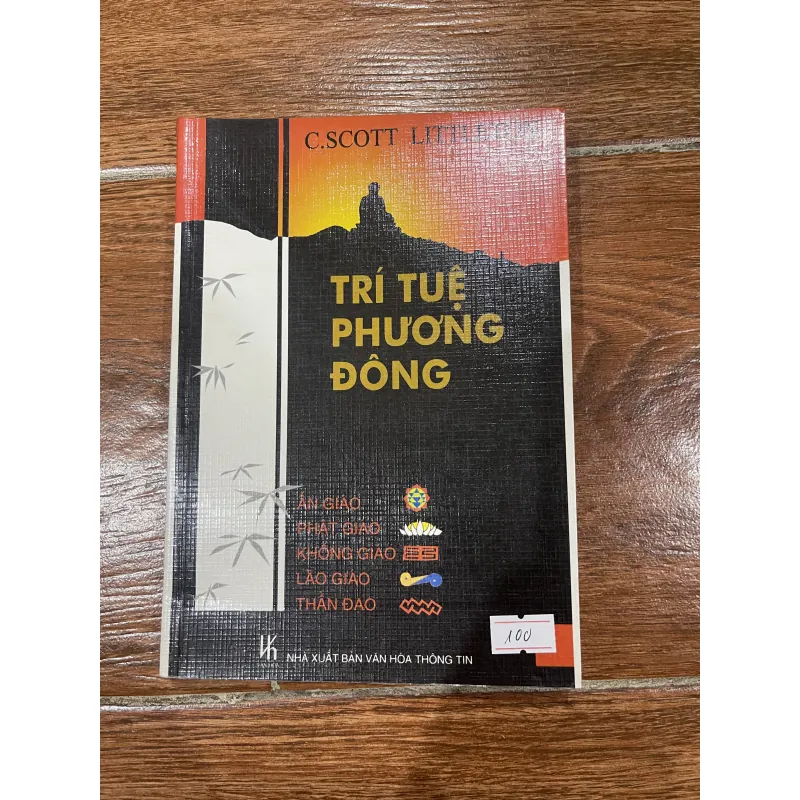 C.SCOTT
TRÍ TUỆ
PHƯƠNG
ĐÔNG
ẤN GIÁO
PHẬT GIÁO
KHỔNG GIÁO
LÃO GIÁO
THẦN ĐẠO
100
NHÀ XUẤT BẢN VĂN HÓA THÔNG TIN